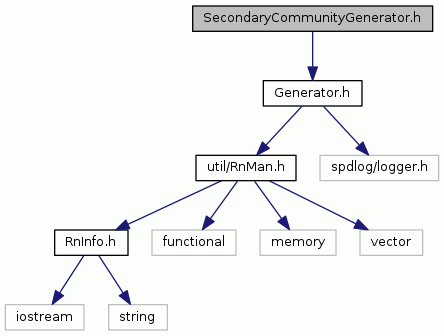 SecondaryCommunityGenerator.h
Generator.h
util/RnMan.h
spdlog/logger.h
RnInfo.h
functional
memory
vector
iostream
string